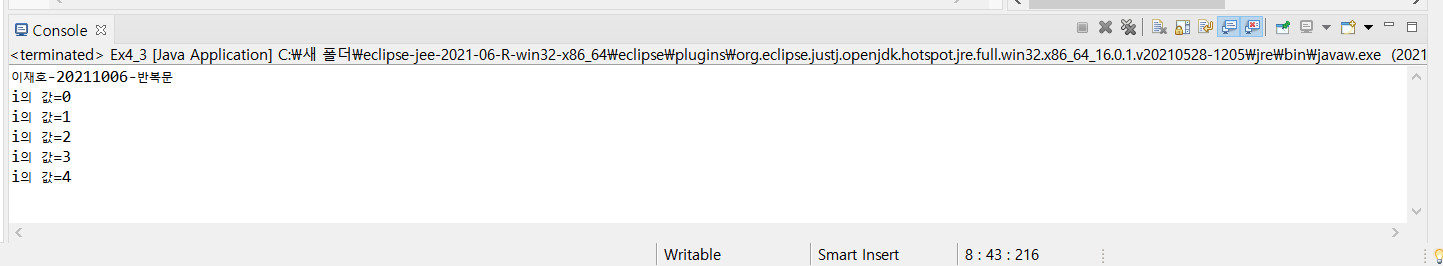 Console
<terminated> Ex4_3 [Java Application] C:₩새 폴더₩eclipse-jee-2021-06-R-win32-x86_64₩eclipse₩plugins₩org.eclipse.justj.openjdk.hotspot.jre.full.win32.x86_64_16.0.1.v20210528-1205₩jre₩bin₩javaw.exe (2021
이재호-20211006-반복문
i의 값=0
i의 값=1
i의 값=2
i의 값=3
i의 값=4
Writable Smart Insert 8 : 43 : 216